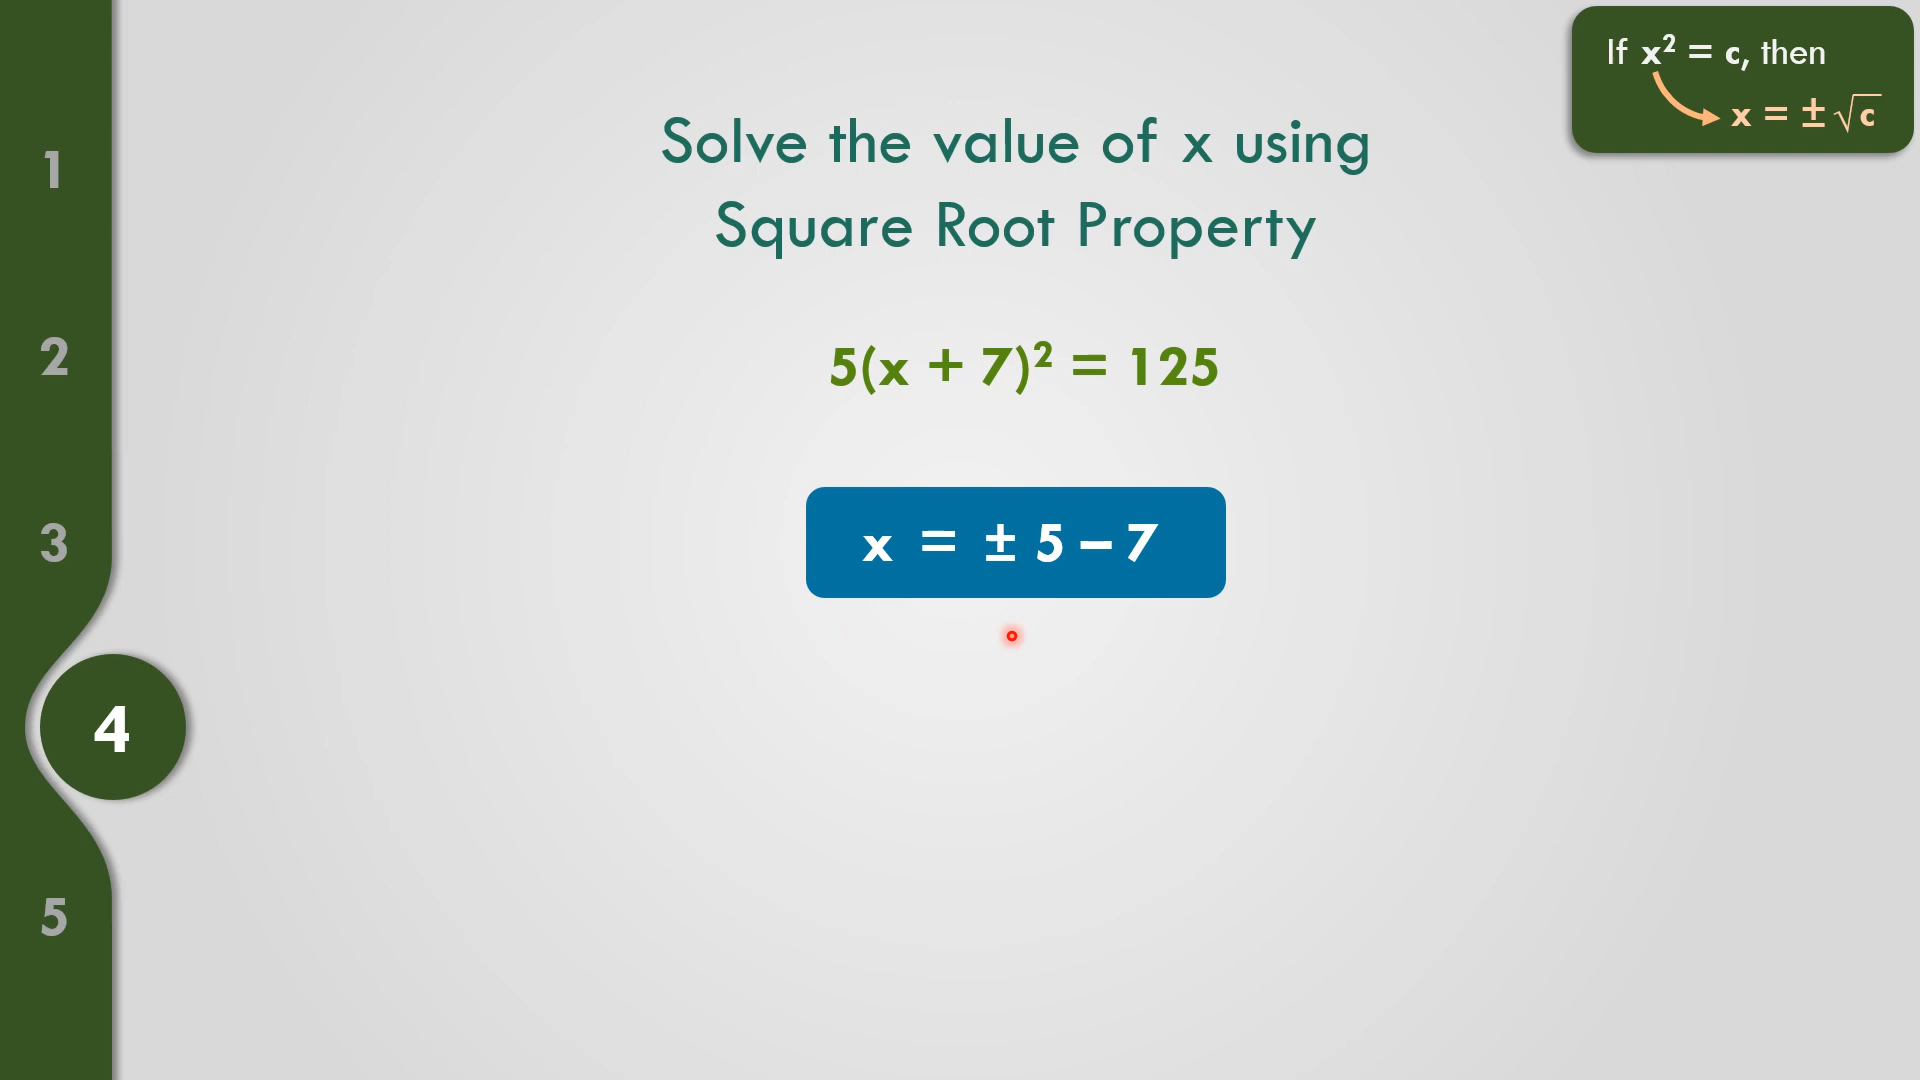 If x² = c, then
x = ± √c
Solve the value of x using
Square Root Property
5(x + 7)² = 125
x = ± 5 – 7
1
2
3
4
5